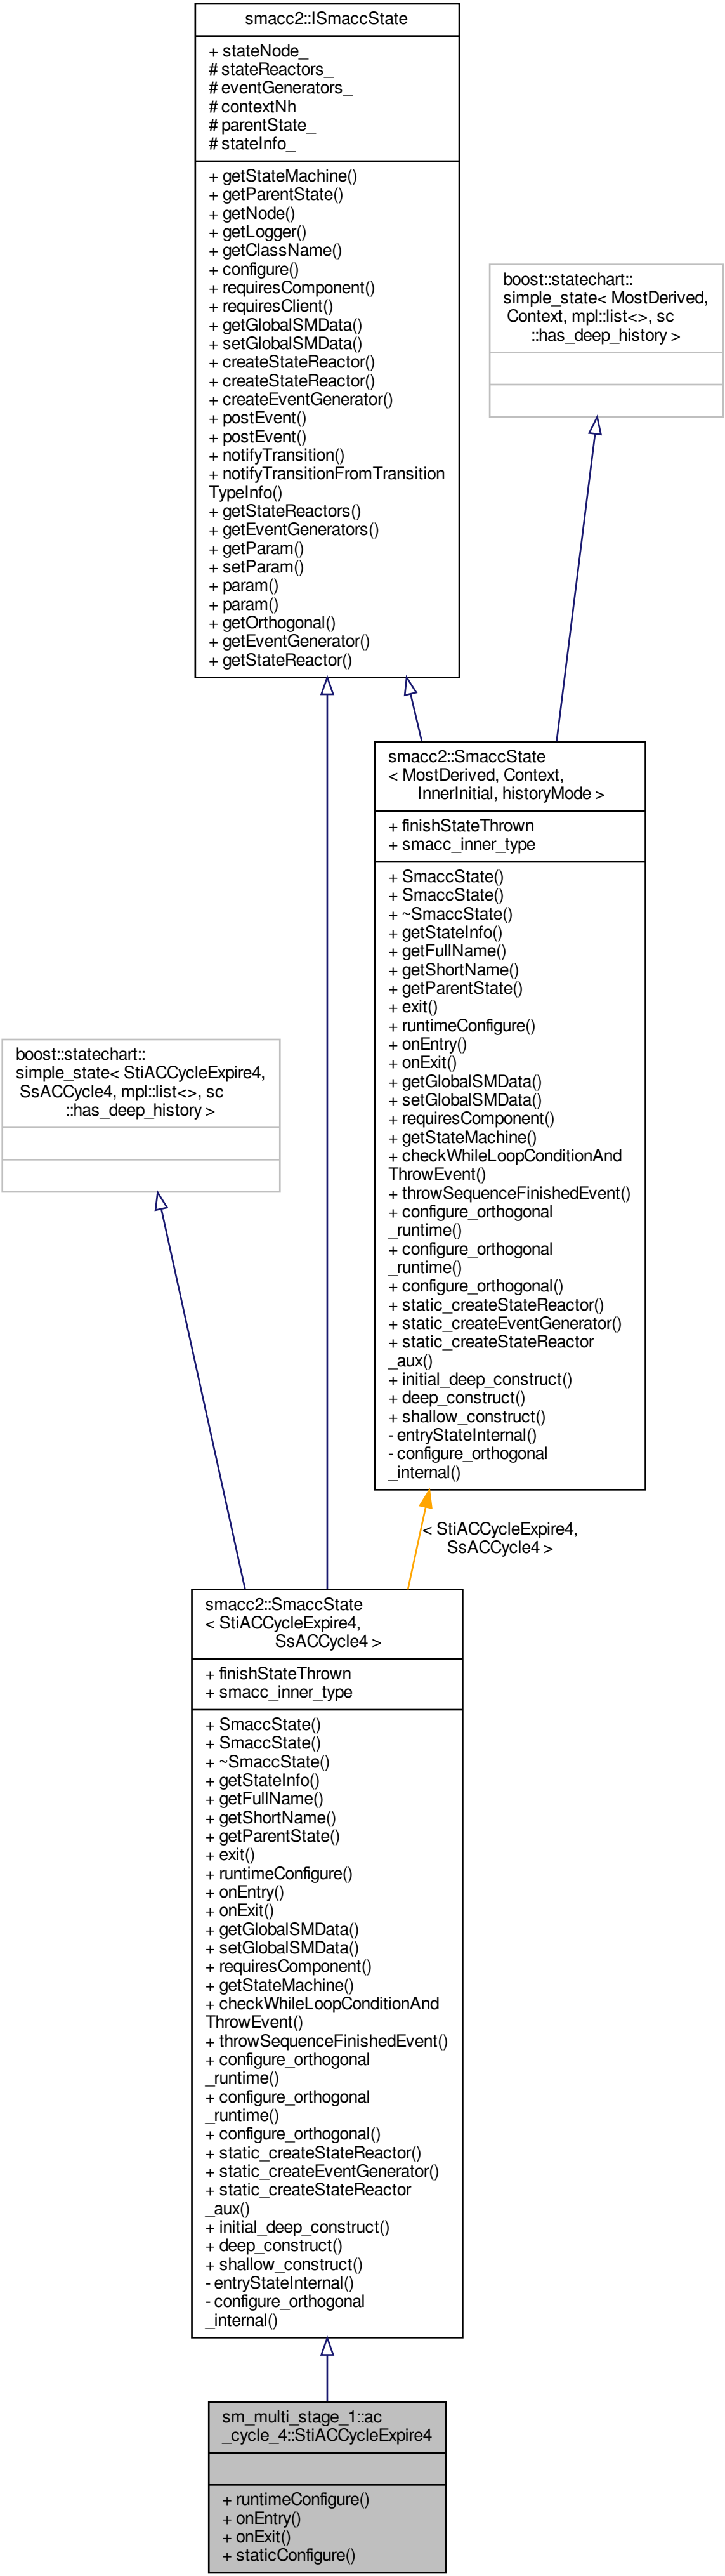 smacc2::ISmaccState
+ stateNode_
# stateReactors_
# eventGenerators_
# contextNh
# parentState_
# stateInfo_
+ getStateMachine()
+ getParentState()
+ getNode()
+ getLogger()
+ getClassName()
+ configure()
+ requiresComponent()
+ requiresClient()
+ getGlobalSMData()
+ setGlobalSMData()
+ createStateReactor()
+ createStateReactor()
+ createEventGenerator()
+ postEvent()
+ postEvent()
+ notifyTransition()
+ notifyTransitionFromTransition
TypeInfo()
+ getStateReactors()
+ getEventGenerators()
+ getParam()
+ setParam()
+ param()
+ param()
+ getOrthogonal()
+ getEventGenerator()
+ getStateReactor()
boost::statechart::
simple_state< MostDerived,
Context, mpl::list<>, sc
::has_deep_history >
smacc2::SmaccState
< MostDerived, Context,
InnerInitial, historyMode >
+ finishStateThrown
+ smacc_inner_type
+ SmaccState()
+ SmaccState()
+ ~SmaccState()
+ getStateInfo()
+ getFullName()
+ getShortName()
+ getParentState()
+ exit()
+ runtimeConfigure()
+ onEntry()
+ onExit()
+ getGlobalSMData()
+ setGlobalSMData()
+ requiresComponent()
+ getStateMachine()
+ checkWhileLoopConditionAnd
ThrowEvent()
+ throwSequenceFinishedEvent()
+ configure_orthogonal
_runtime()
+ configure_orthogonal
_runtime()
+ configure_orthogonal()
+ static_createStateReactor()
+ static_createEventGenerator()
+ static_createStateReactor
_aux()
+ initial_deep_construct()
+ deep_construct()
+ shallow_construct()
- entryStateInternal()
- configure_orthogonal
_internal()
boost::statechart::
simple_state< StiACCycleExpire4,
SsACCycle4, mpl::list<>, sc
::has_deep_history >
< StiACCycleExpire4,
SsACCycle4 >
smacc2::SmaccState
< StiACCycleExpire4,
SsACCycle4 >
+ finishStateThrown
+ smacc_inner_type
+ SmaccState()
+ SmaccState()
+ ~SmaccState()
+ getStateInfo()
+ getFullName()
+ getShortName()
+ getParentState()
+ exit()
+ runtimeConfigure()
+ onEntry()
+ onExit()
+ getGlobalSMData()
+ setGlobalSMData()
+ requiresComponent()
+ getStateMachine()
+ checkWhileLoopConditionAnd
ThrowEvent()
+ throwSequenceFinishedEvent()
+ configure_orthogonal
_runtime()
+ configure_orthogonal
_runtime()
+ configure_orthogonal()
+ static_createStateReactor()
+ static_createEventGenerator()
+ static_createStateReactor
_aux()
+ initial_deep_construct()
+ deep_construct()
+ shallow_construct()
- entryStateInternal()
- configure_orthogonal
_internal()
sm_multi_stage_1::ac
_cycle_4::StiACCycleExpire4
+ runtimeConfigure()
+ onEntry()
+ onExit()
+ staticConfigure()